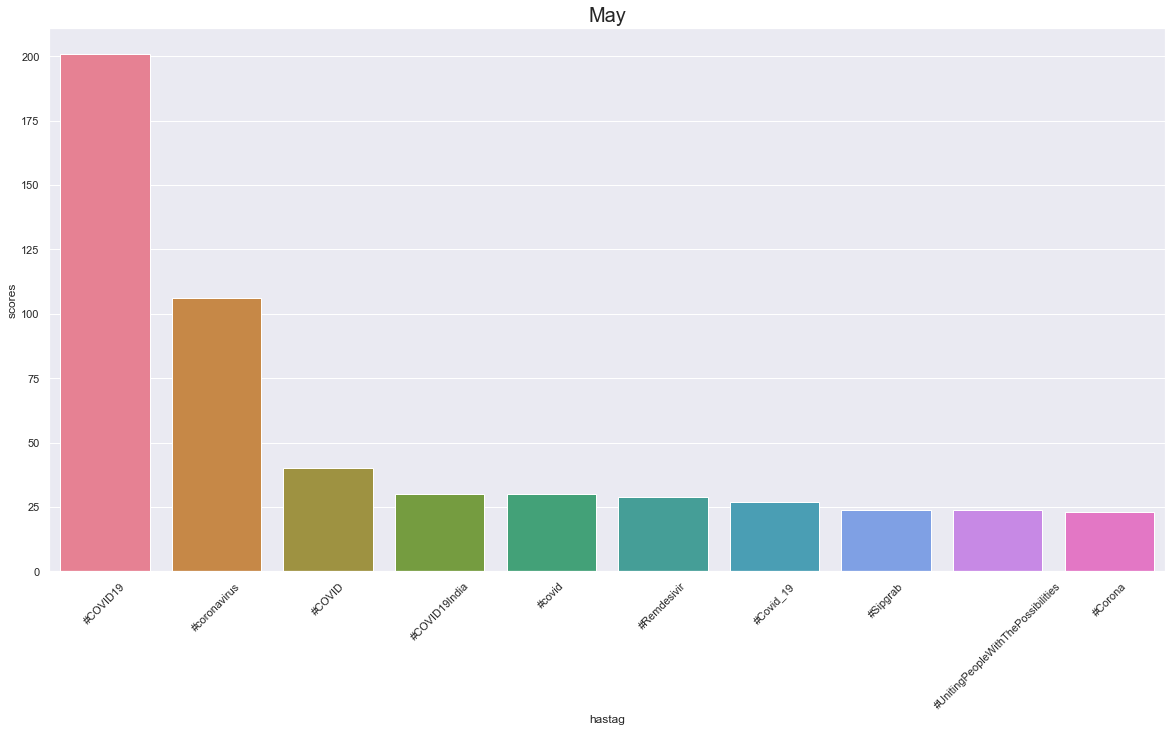 May
scores
200
175
150
125
100
75
50
25
0
#COVID19
#coronavirus
#COVID
#COVID19India
#covid
#Remdesivir
#Covid_19
#Sipgrab
#UnitingPeopleWithThePossibilities
#Corona
hastag